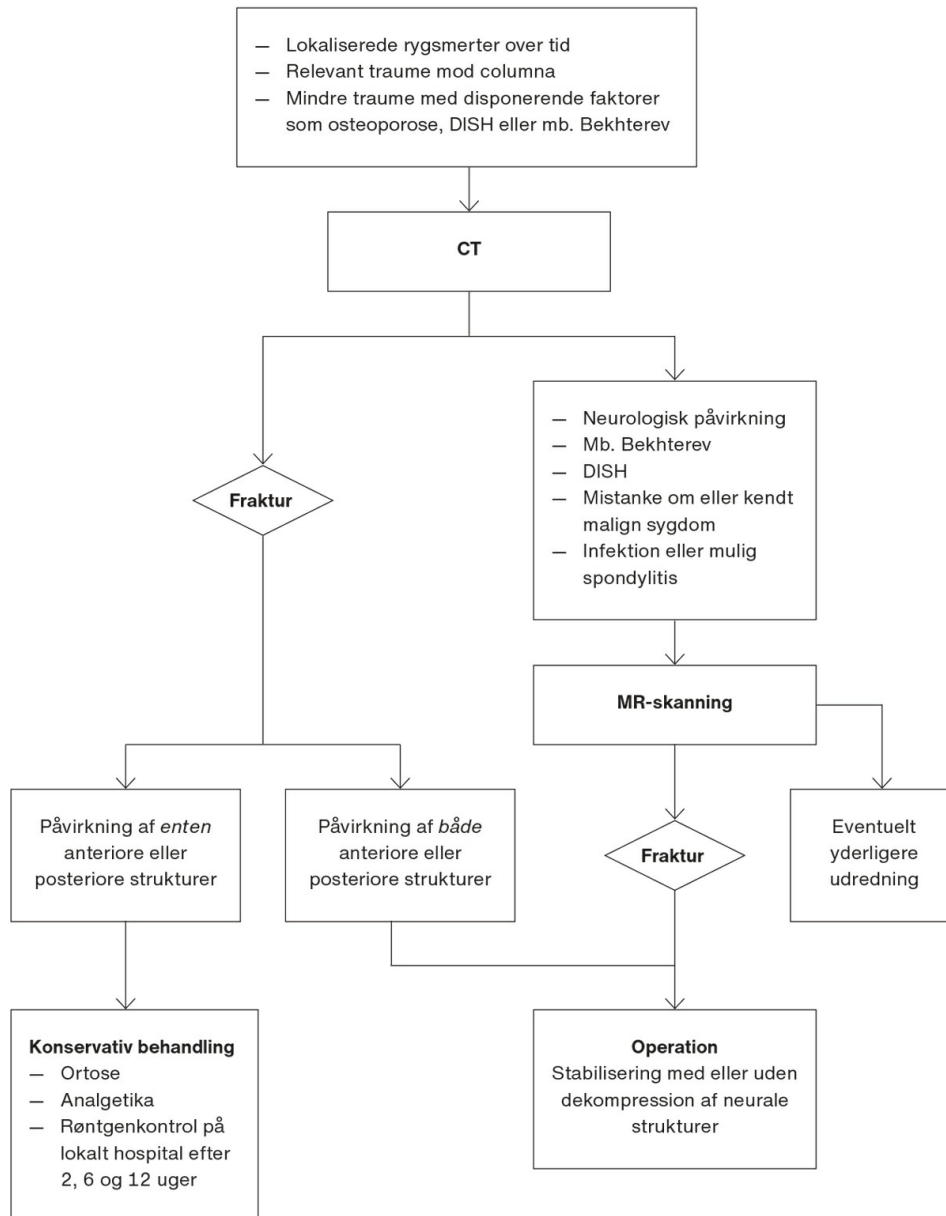 — Lokaliserede rygsmerter over tid
— Relevant traume mod columna
— Mindre traume med disponerende faktorer
som osteoporose, DISH eller mb. Bekhterev
CT
Fraktur
— Neurologisk påvirkning
— Mb. Bekhterev
— DISH
— Mistanke om eller kendt
malign sygdom
— Infektion eller mulig
spondylitis
MR-skanning
Påvirkning af enten
anteriore eller
posteriore strukturer
Påvirkning af både
anteriore eller
posteriore strukturer
Fraktur
Eventuelt
yderligere
udredning
Konservativ behandling
— Ortose
— Analgetika
— Røntgenkontrol på
lokalt hospital efter
2, 6 og 12 uger
Operation
Stabilisering med eller uden
dekompression af neurale
strukturer